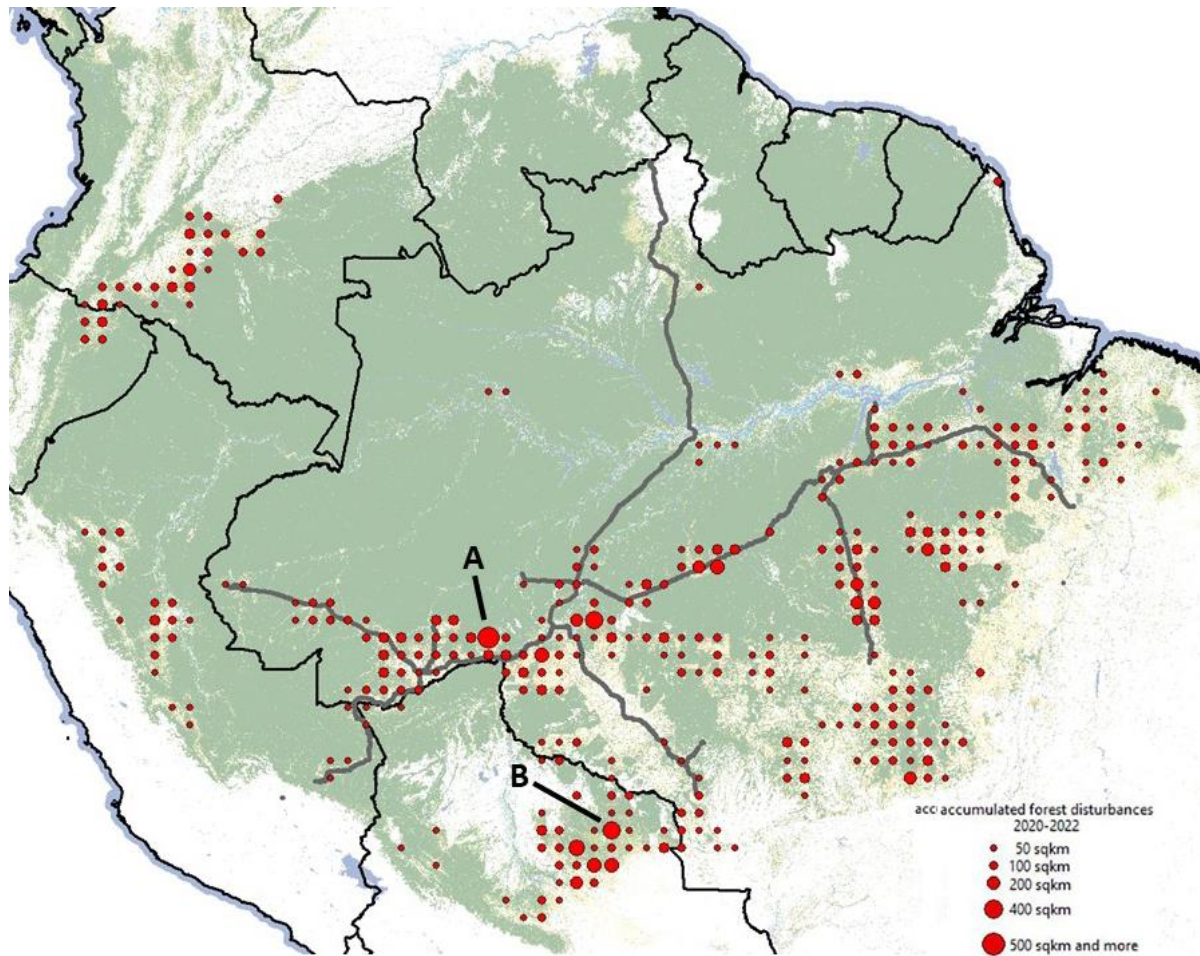 A
B
acc accumulated forest disturbances
2020-2022
50 sqkm
100 sqkm
200 sqkm
400 sqkm
500 sqkm and more